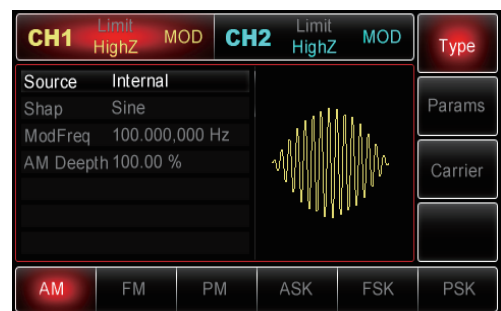 CH1 Limit HighZ MOD CH2 Limit HighZ MOD Type
Source Internal
Shap Sine
ModFreq 100.000,000 Hz
AM Deepth 100.00 %
Params
Carrier
AM FM PM ASK FSK PSK